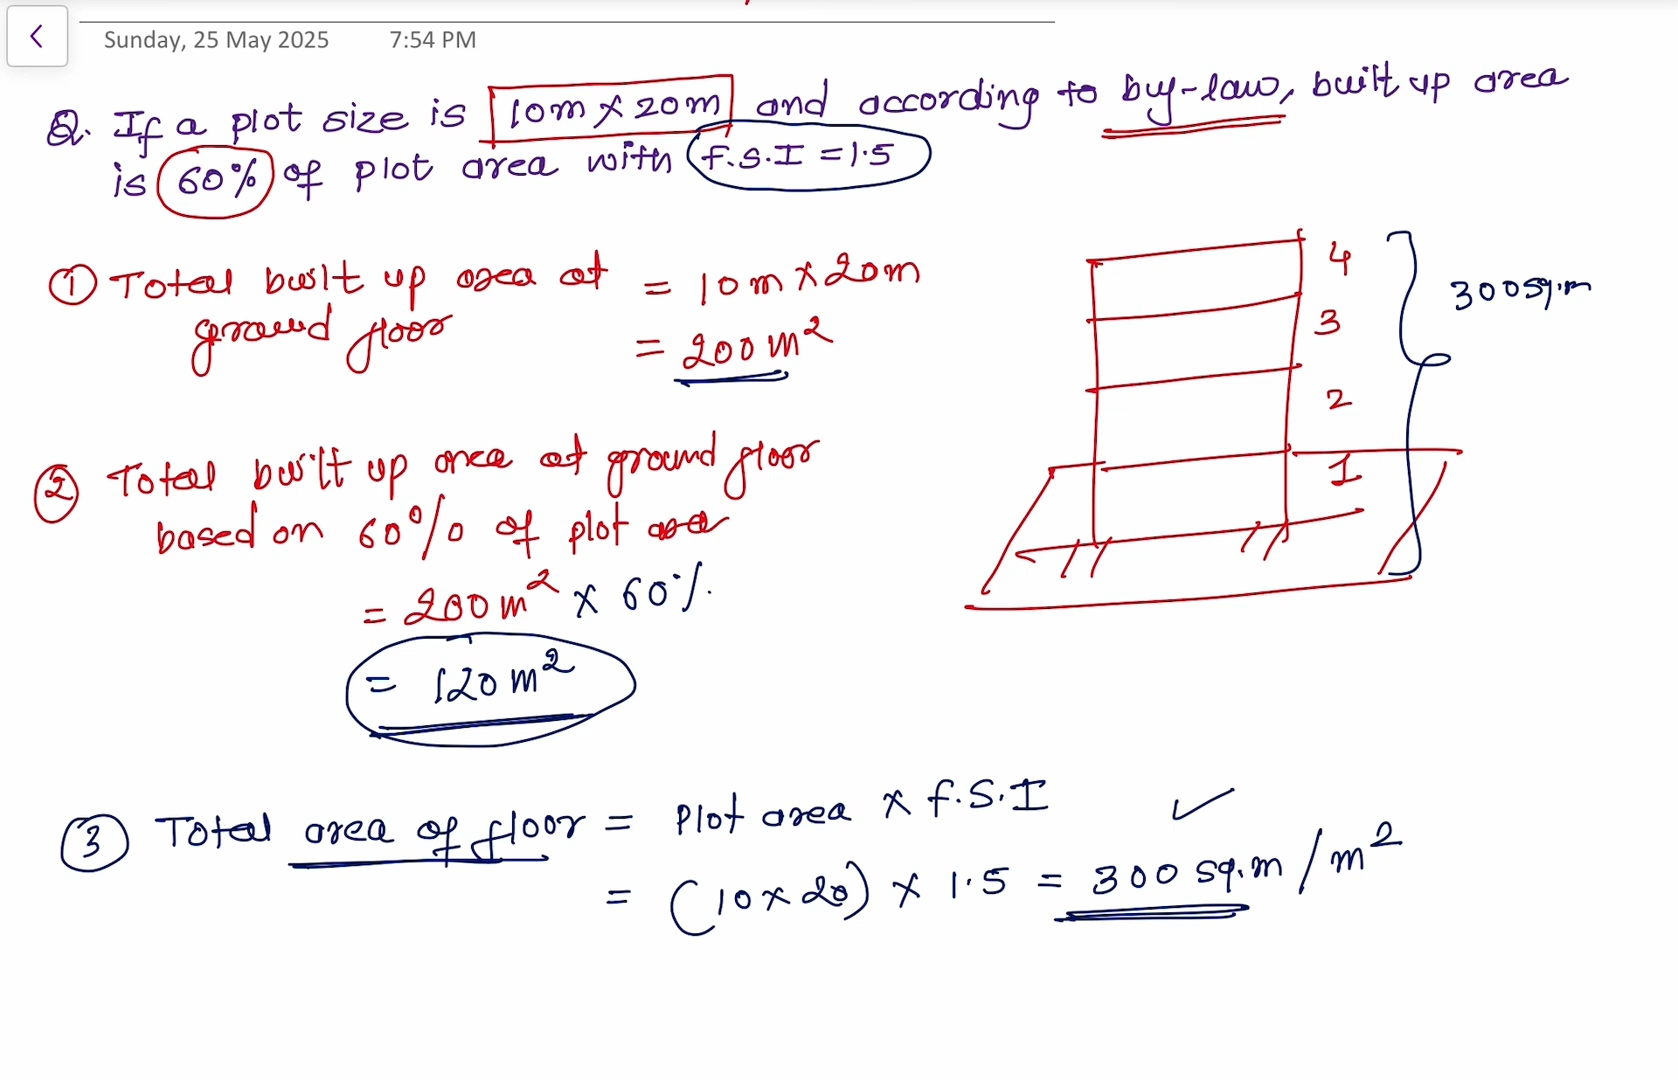 Sunday, 25 May 2025 7:54 PM
Q. If a plot size is 10m x 20m and according to by-law, built up area
is 60% of plot area with F.S.I = 1.5
① Total built up area at = 10m x 20m
ground floor
= 200 m²
② Total built up area at ground floor
based on 60% of plot area
= 200 m² x 60%.
= 120 m²
③ Total area of floor = Plot area x F.S.I
= (10 x 20) x 1.5 = 300 sq.m / m²
4
3
2
1
300 sq.m